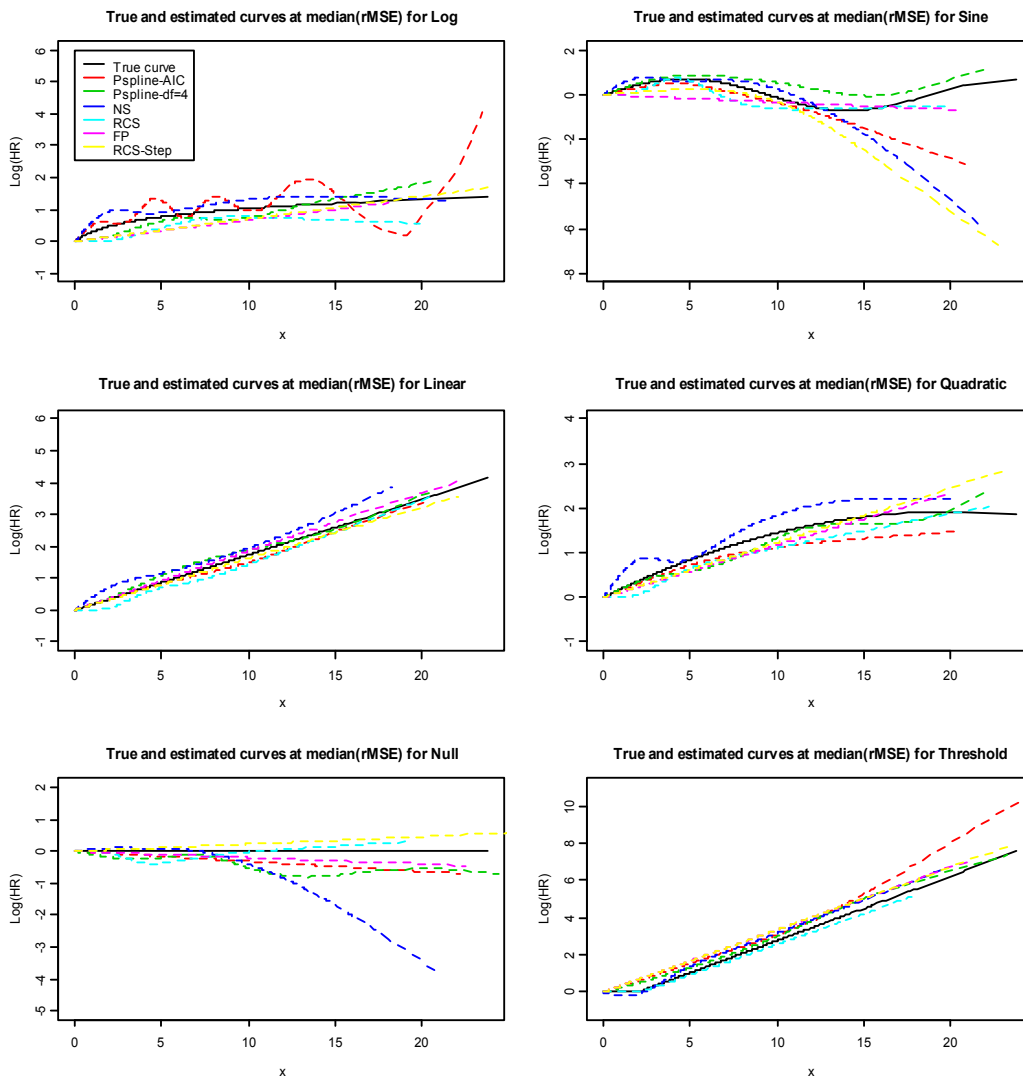 True and estimated curves at median(rMSE) for Log
6
5
4
3
2
1
0
-1
Log(HR)
True curve
Pspline-AIC
Pspline-df=4
NS
RCS
FP
RCS-Step
0 5 10 15 20
x
True and estimated curves at median(rMSE) for Sine
2
0
-2
-4
-6
-8
Log(HR)
0 5 10 15 20
x
True and estimated curves at median(rMSE) for Linear
6
5
4
3
2
1
0
-1
Log(HR)
0 5 10 15 20
x
True and estimated curves at median(rMSE) for Quadratic
4
3
2
1
0
-1
Log(HR)
0 5 10 15 20
x
True and estimated curves at median(rMSE) for Null
2
1
0
-1
-2
-3
-4
-5
Log(HR)
0 5 10 15 20
x
True and estimated curves at median(rMSE) for Threshold
10
8
6
4
2
0
Log(HR)
0 5 10 15 20
x